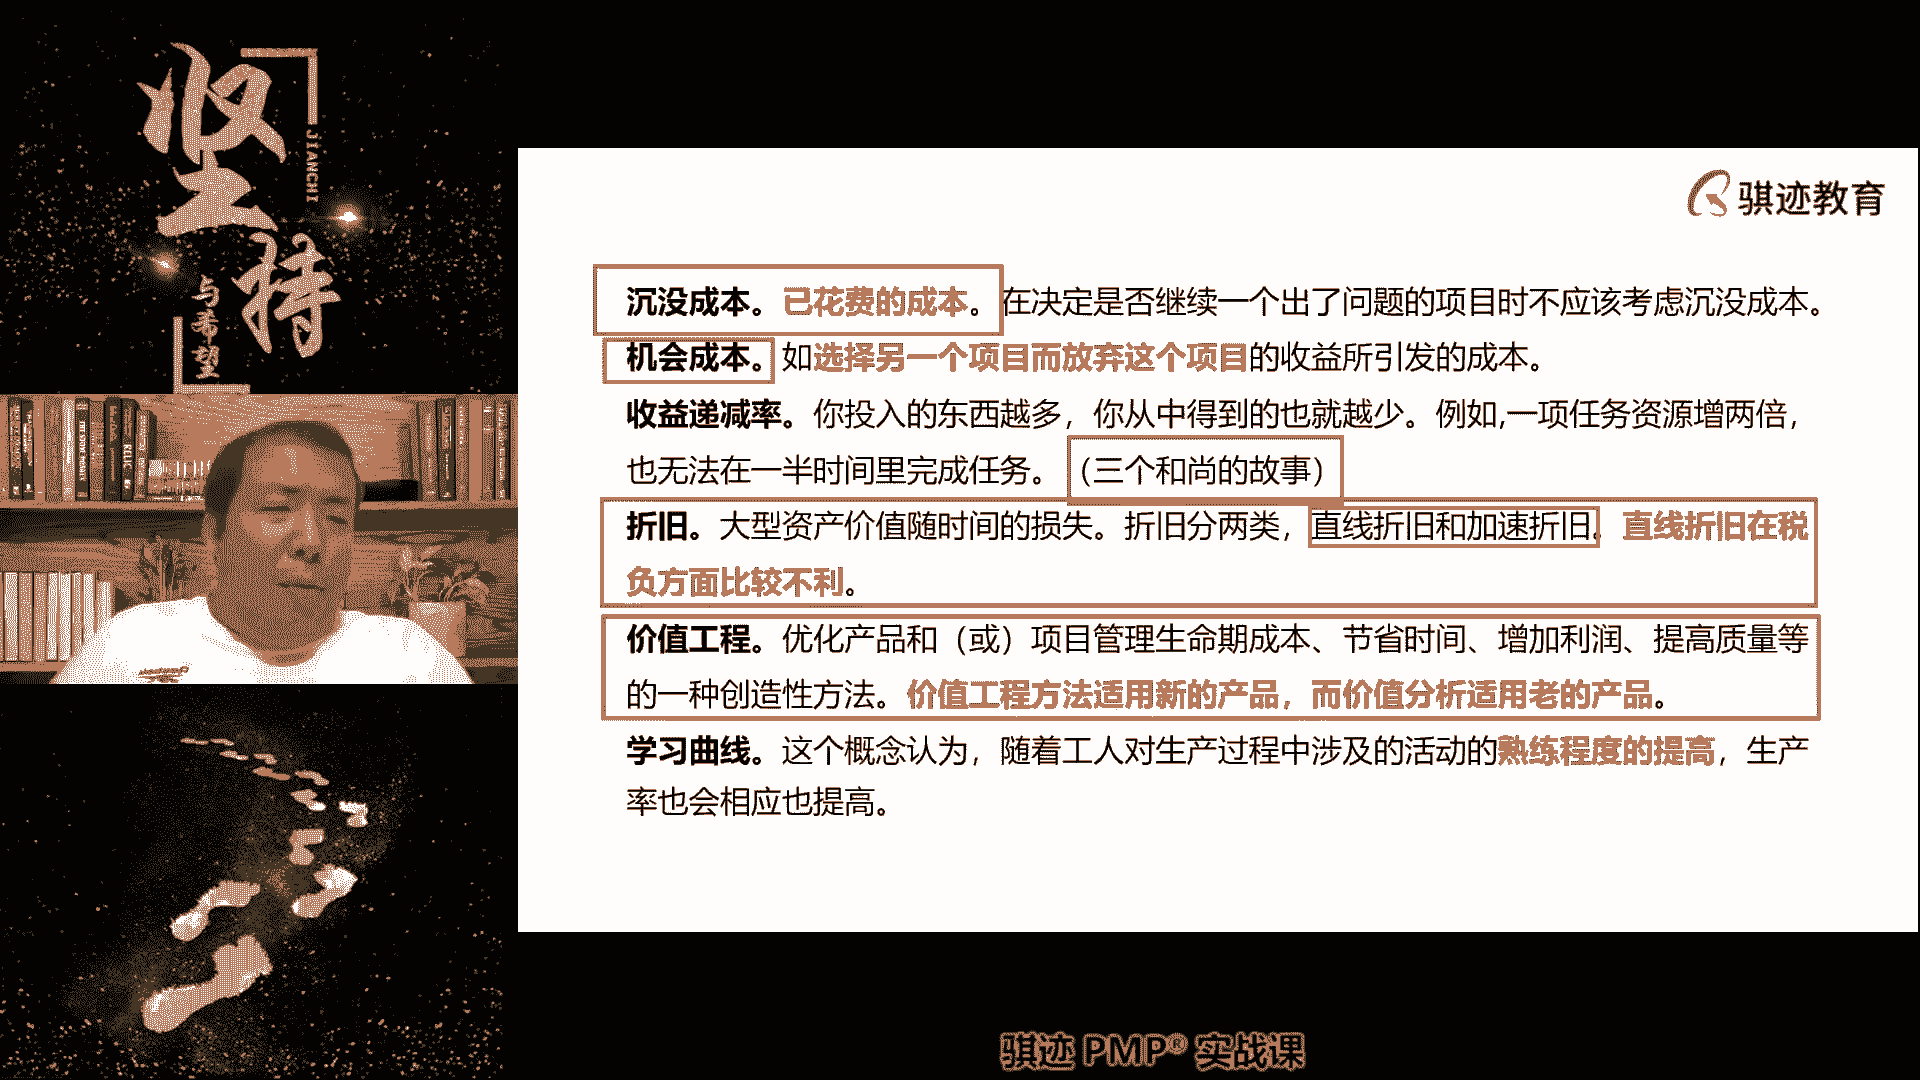 坚持
JIANCHI
与希望
骐迹教育
沉没成本。已花费的成本。在决定是否继续一个出了问题的项目时不应该考虑沉没成本。
机会成本。如选择另一个项目而放弃这个项目的收益所引发的成本。
收益递减率。你投入的东西越多，你从中得到的也就越少。例如,一项任务资源增两倍，
也无法在一半时间里完成任务。（三个和尚的故事）
折旧。大型资产价值随时间的损失。折旧分两类，直线折旧和加速折旧。直线折旧在税
负方面比较不利。
价值工程。优化产品和（或）项目管理生命期成本、节省时间、增加利润、提高质量等
的一种创造性方法。价值工程方法适用新的产品，而价值分析适用老的产品。
学习曲线。这个概念认为，随着工人对生产过程中涉及的活动的熟练程度的提高，生产
率也会相应也提高。
骐迹 PMP® 实战课